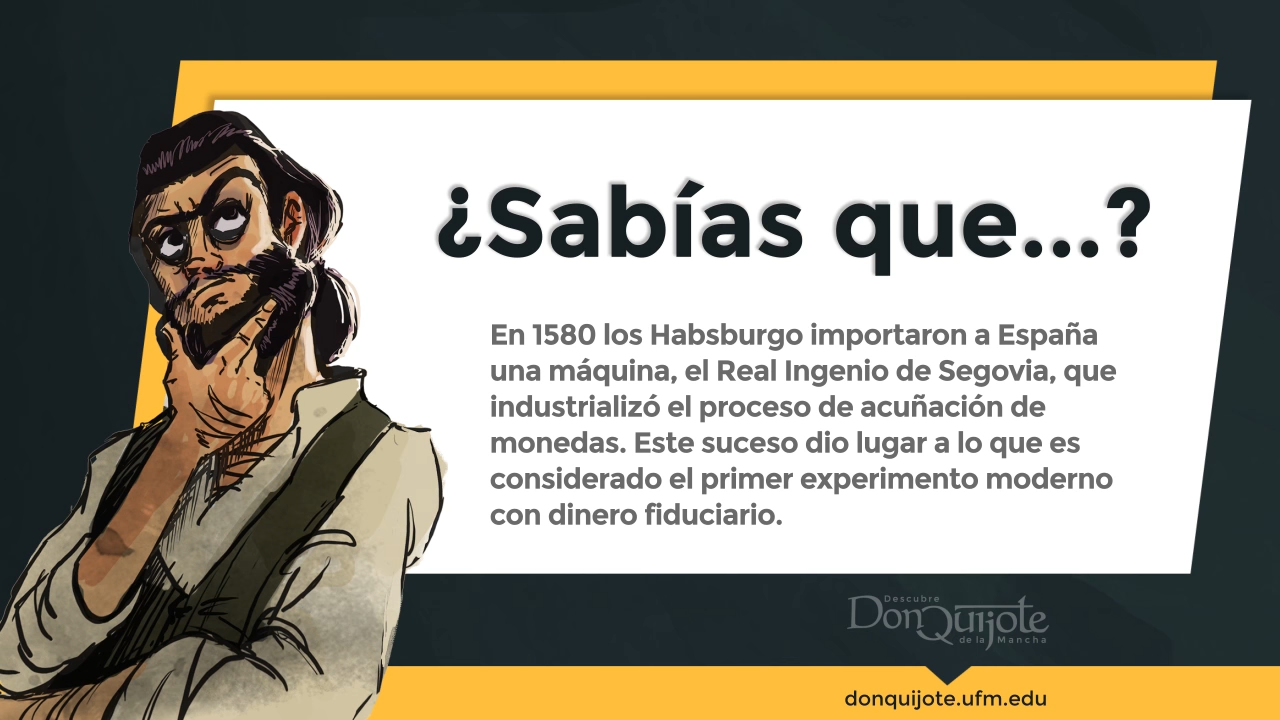 ¿Sabías que...?
En 1580 los Habsburgo importaron a España
una máquina, el Real Ingenio de Segovia, que
industrializó el proceso de acuñación de
monedas. Este suceso dio lugar a lo que es
considerado el primer experimento moderno
con dinero fiduciario.
Descubre
DonQuijote
de la Mancha
donquijote.ufm.edu